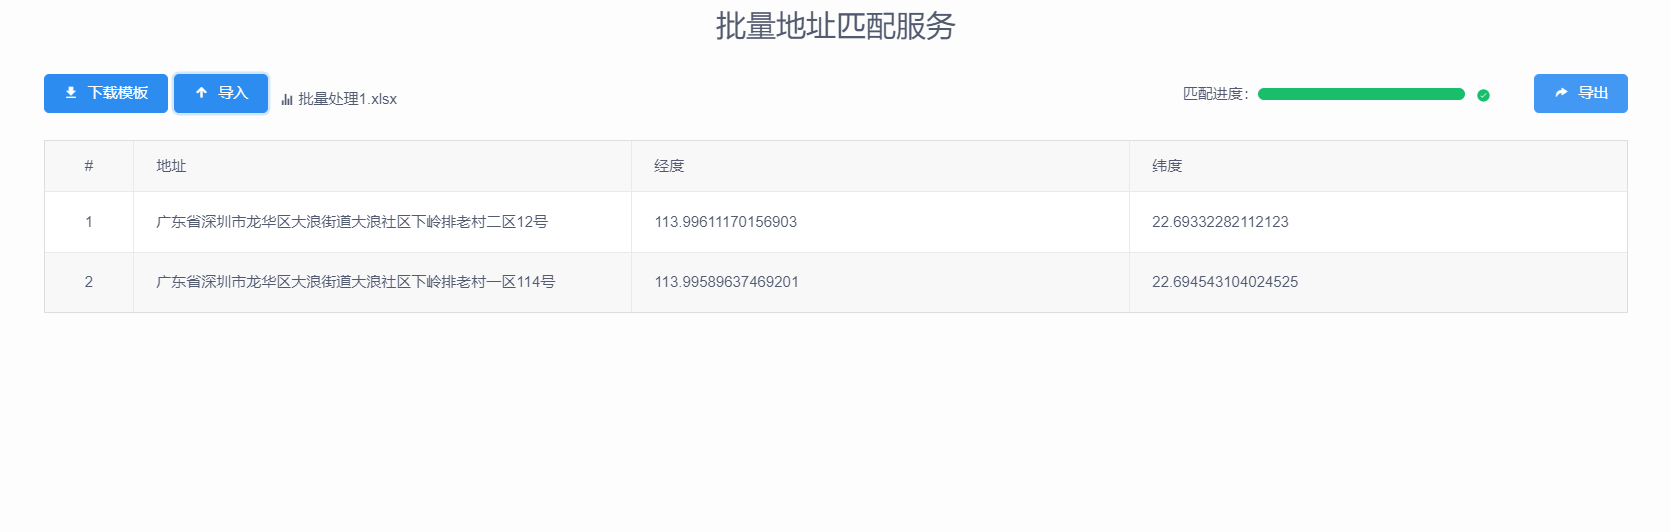 批量地址匹配服务
下载模板 导入 批量处理1.xlsx 匹配进度： 导出
# 地址 经度 纬度
1 广东省深圳市龙华区大浪街道大浪社区下岭排老村二区12号 113.99611170156903 22.69332282112123
2 广东省深圳市龙华区大浪街道大浪社区下岭排老村一区114号 113.99589637469201 22.694543104024525